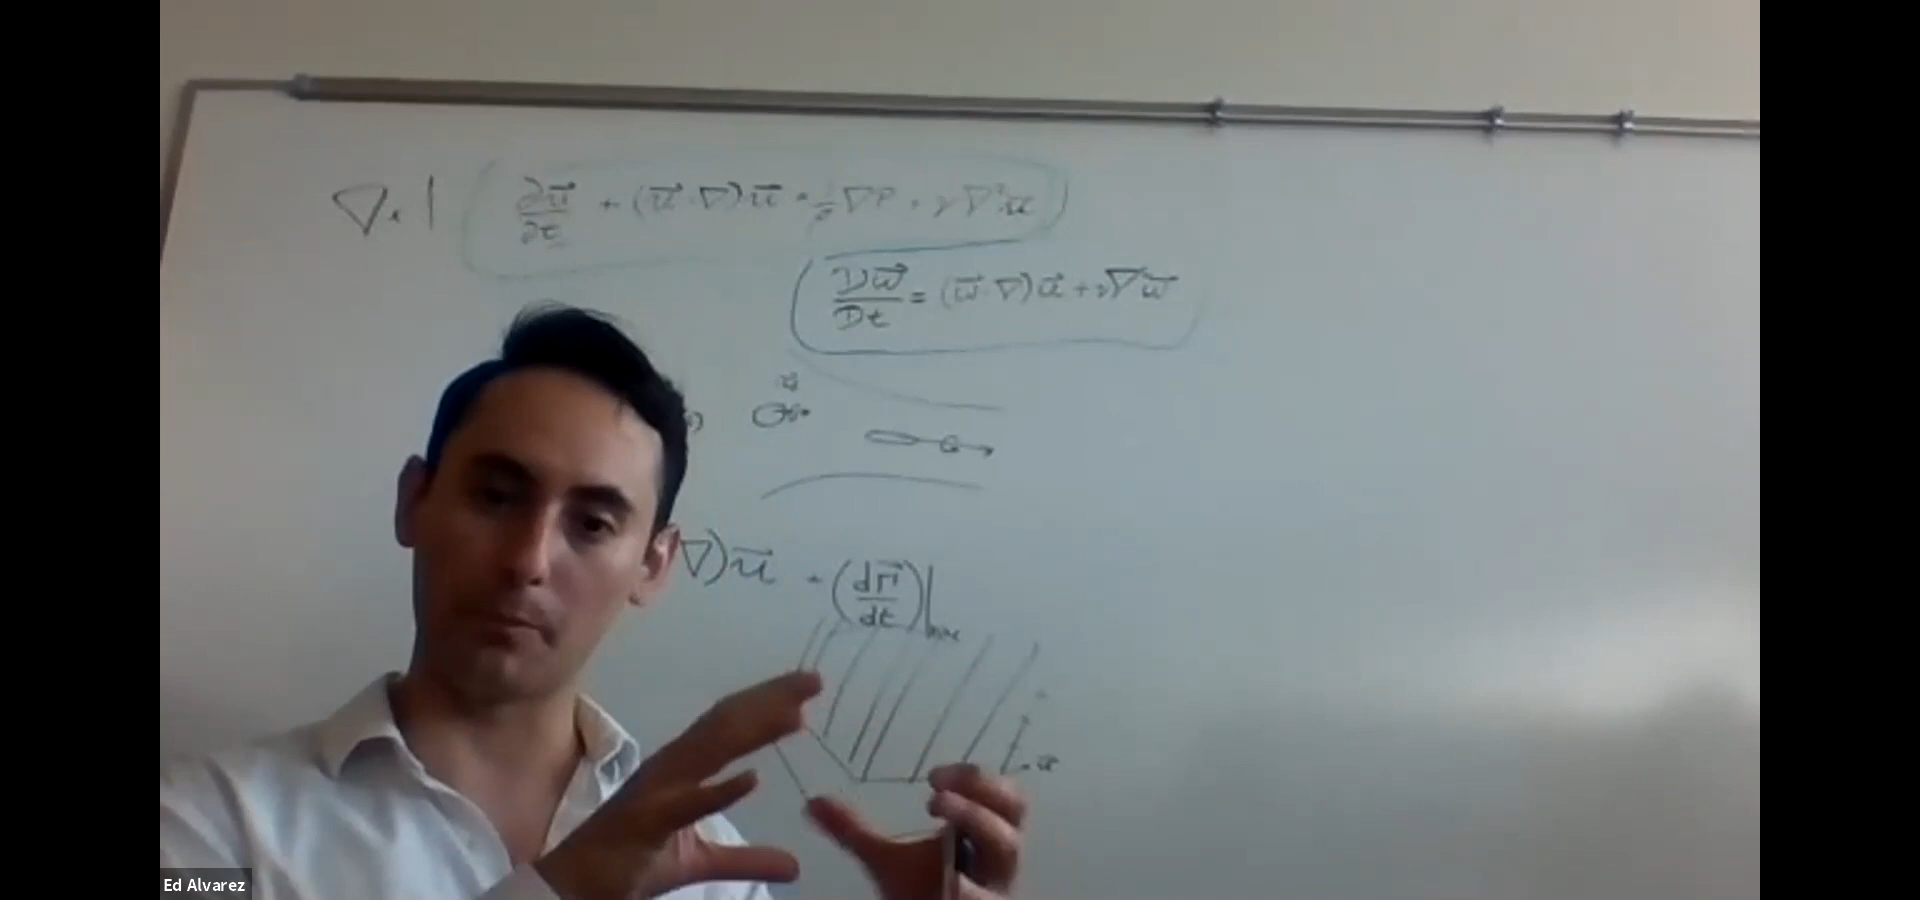 ∇× | ∂u⃗/∂t + (u⃗·∇)u⃗ = 1/ρ ∇P + ν∇²u⃗
Dω⃗/Dt = (ω⃗·∇)u⃗ + ν∇²ω⃗
∇)u⃗ = (dr⃗/dt)|
Ed Alvarez